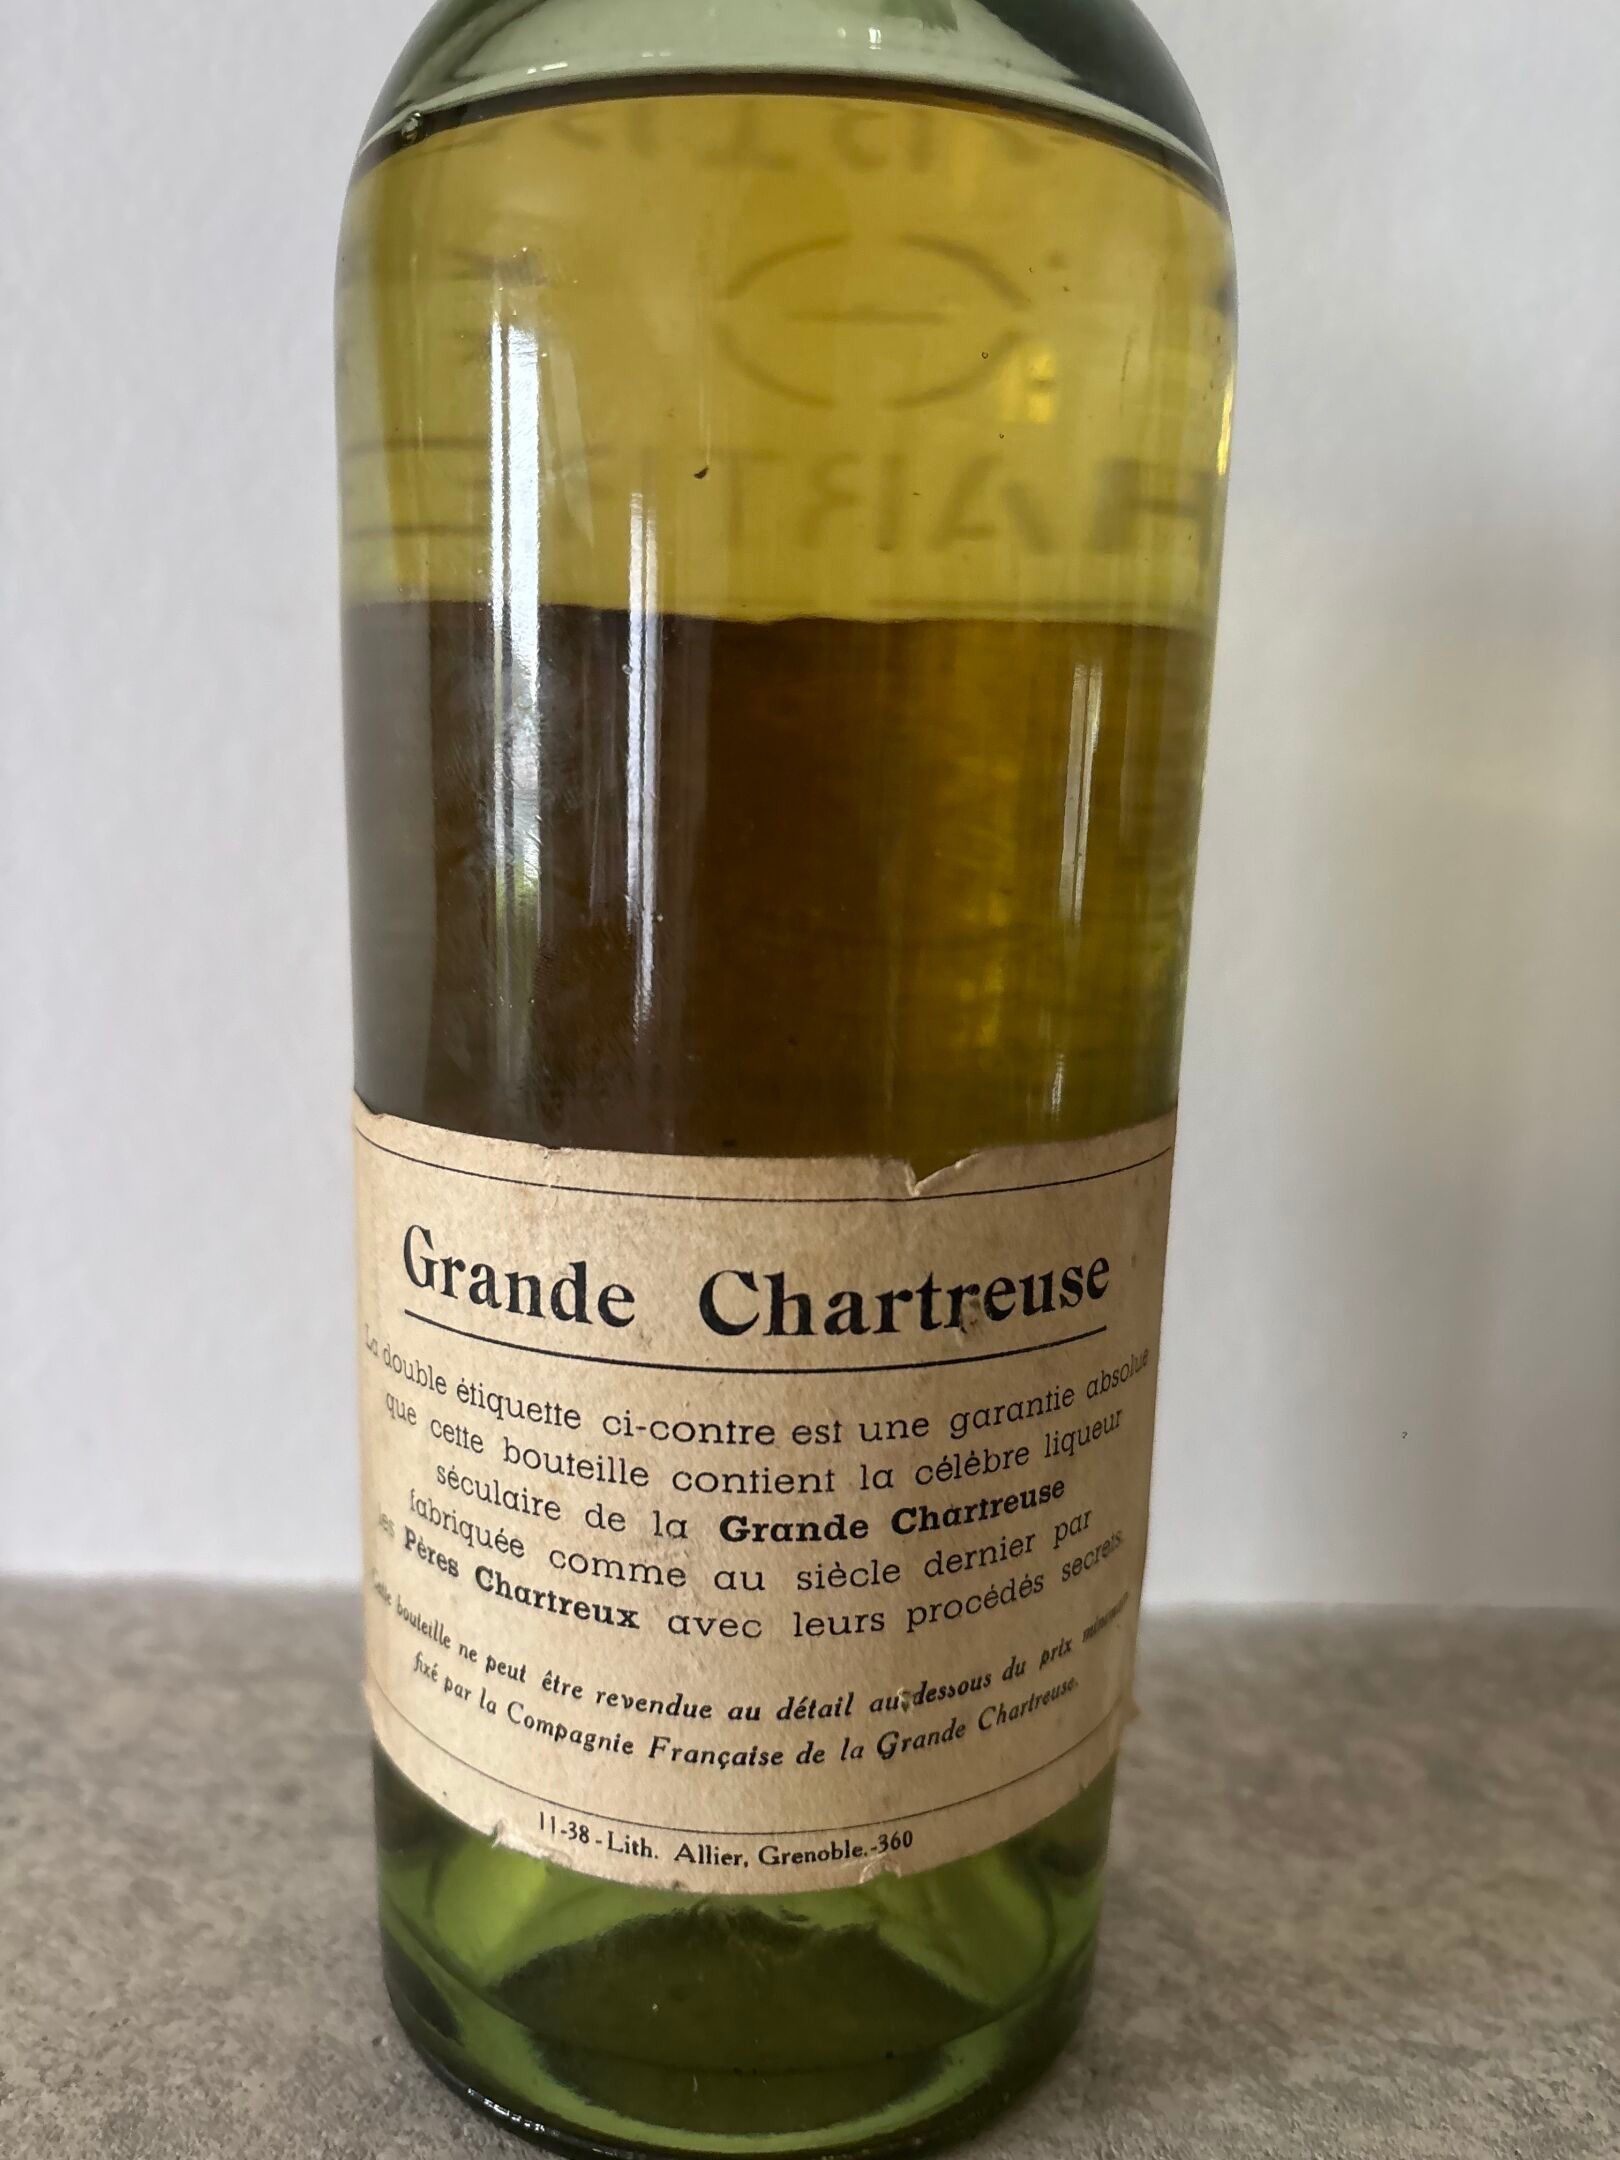 Grande Chartreuse
La double étiquette ci-contre est une garantie absolue
que cette bouteille contient la célèbre liqueur
séculaire de la Grande Chartreuse
fabriquée comme au siècle dernier par
les Pères Chartreux avec leurs procédés secrets
Cette bouteille ne peut être revendue au détail au-dessous du prix minimum
fixé par la Compagnie Française de la Grande Chartreuse.
11-38 - Lith. Allier, Grenoble.-360